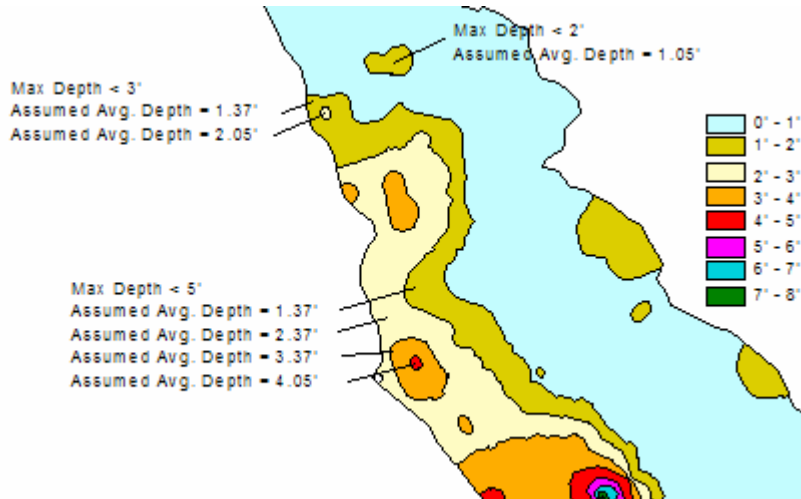 Max Depth < 2"
Assumed Avg. Depth = 1.05"
Max Depth < 3"
Assumed Avg. Depth = 1.37"
Assumed Avg. Depth = 2.05"
0" - 1"
1" - 2"
2" - 3"
3" - 4"
4" - 5"
5" - 6"
6" - 7"
7" - 8"
Max Depth < 5"
Assumed Avg. Depth = 1.37"
Assumed Avg. Depth = 2.37"
Assumed Avg. Depth = 3.37"
Assumed Avg. Depth = 4.05"